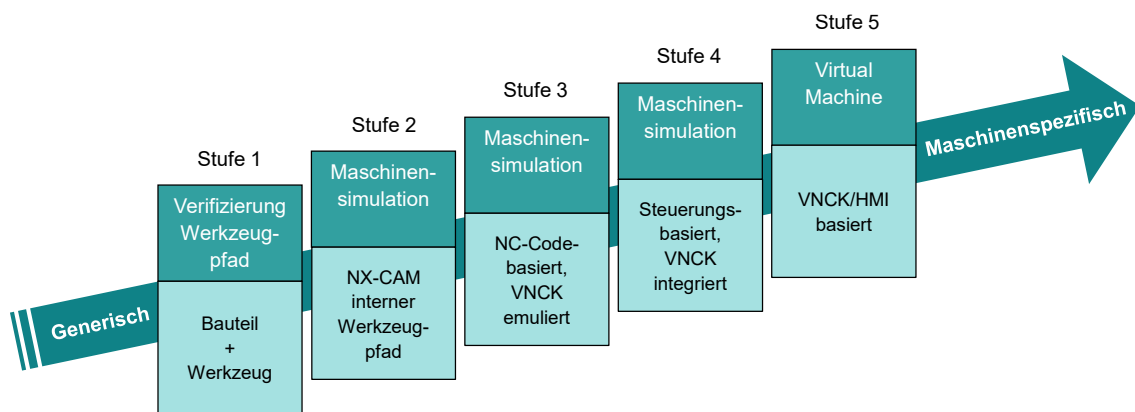 Stufe 1
Verifizierung
Werkzeug-
pfad
Bauteil
+
Werkzeug
Stufe 2
Maschinen-
simulation
NX-CAM
interner
Werkzeug-
pfad
Stufe 3
Maschinen-
simulation
NC-Code-
basiert,
VNCK
emuliert
Stufe 4
Maschinen-
simulation
Steuerungs-
basiert,
VNCK
integriert
Stufe 5
Virtual
Machine
VNCK/HMI
basiert
Generisch
Maschinenspezifisch